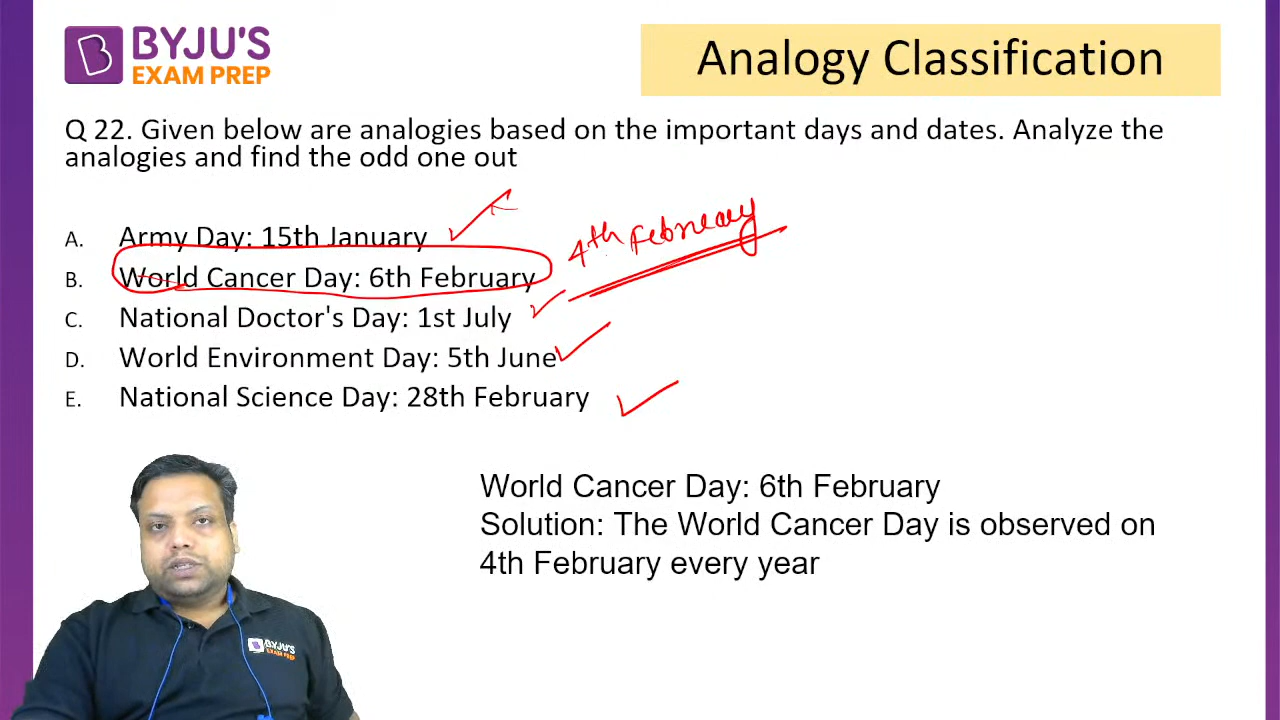 BYJU'S
EXAM PREP
Analogy Classification
Q 22. Given below are analogies based on the important days and dates. Analyze the
analogies and find the odd one out
A. Army Day: 15th January
4th February
B. World Cancer Day: 6th February
C. National Doctor's Day: 1st July
D. World Environment Day: 5th June
E. National Science Day: 28th February
World Cancer Day: 6th February
Solution: The World Cancer Day is observed on
4th February every year
BYJU'S
EXAM PREP